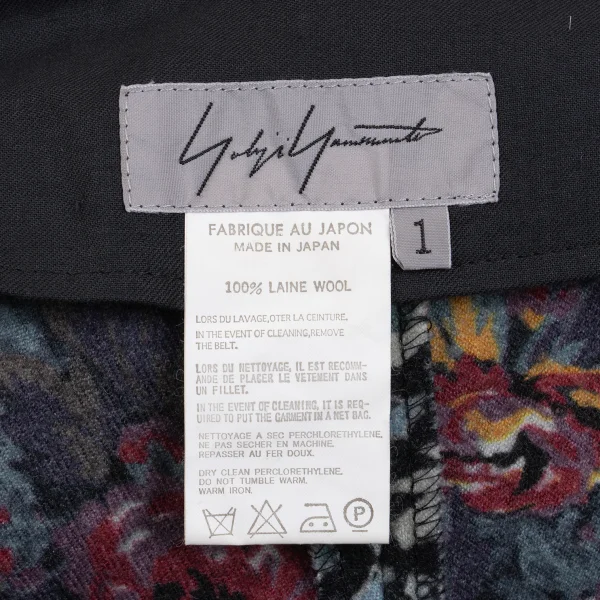 Yohji Yamamoto
1
FABRIQUE AU JAPON
MADE IN JAPAN
100% LAINE WOOL
LORS DU LAVAGE,OTER LA CEINTURE.
IN THE EVENT OF CLEANING,REMOVE
THE BELT.
LORS DU NETTOYAGE, IL EST RECOMM-
ANDE DE PLACER LE VETEMENT DANS
UN FILLET.
IN THE EVENT OF CLEANING, IT IS REQ-
UIRED TO PUT THE GARMENT IN A NET BAG.
NETTOYAGE A SEC PERCHLORETHYLENE,
NE PAS SECHER EN MACHINE.
REPASSER AU FER DOUX.
DRY CLEAN PERCLORETHYLENE.
DO NOT TUMBLE WARM,
WARM IRON.
P